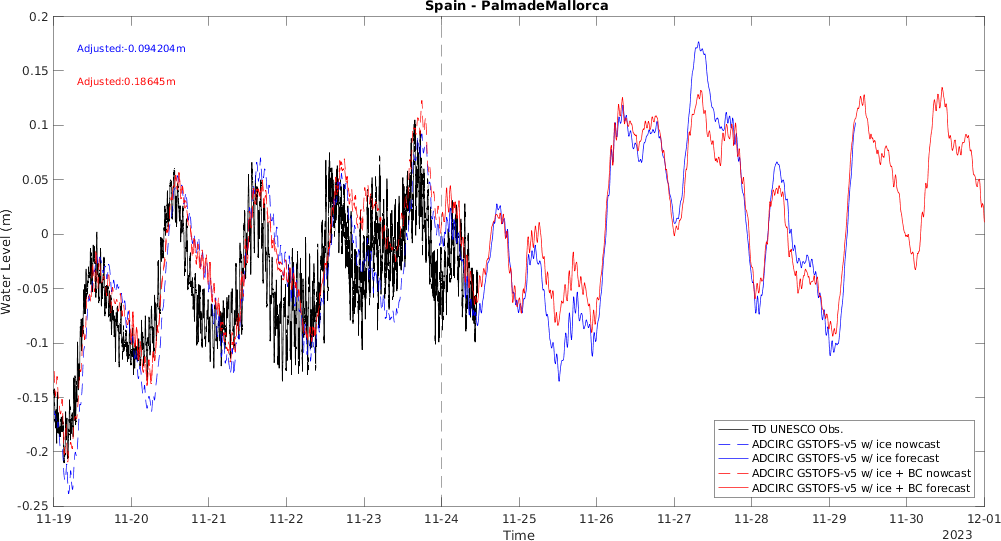 Spain - PalmadeMallorca
Adjusted:-0.094204m
Adjusted:0.18645m
0.2
0.15
0.1
0.05
0
-0.05
-0.1
-0.15
-0.2
-0.25
Water Level (m)
TD UNESCO Obs.
ADCIRC GSTOFS-v5 w/ ice nowcast
ADCIRC GSTOFS-v5 w/ ice forecast
ADCIRC GSTOFS-v5 w/ ice + BC nowcast
ADCIRC GSTOFS-v5 w/ ice + BC forecast
11-19 11-20 11-21 11-22 11-23 11-24 11-25 11-26 11-27 11-28 11-29 11-30 12-01
Time
2023